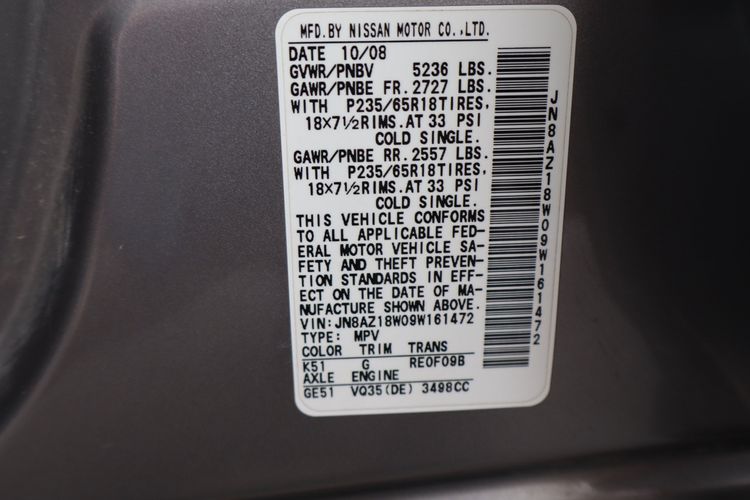 MFD.BY NISSAN MOTOR CO.,LTD.
DATE 10/08
GVWR/PNBV 5236 LBS.
GAWR/PNBE FR. 2727 LBS.
WITH P235/65R18TIRES,
18×7½RIMS.AT 33 PSI
COLD SINGLE.
GAWR/PNBE RR. 2557 LBS.
WITH P235/65R18TIRES,
18×7½RIMS.AT 33 PSI
COLD SINGLE.
THIS VEHICLE CONFORMS
TO ALL APPLICABLE FED-
ERAL MOTOR VEHICLE SA-
FETY AND THEFT PREVEN-
TION STANDARDS IN EFF-
ECT ON THE DATE OF MA-
NUFACTURE SHOWN ABOVE.
VIN:JN8AZ18W09W161472
TYPE: MPV
COLOR TRIM TRANS
K51 G RE0F09B
AXLE ENGINE
GE51 VQ35(DE) 3498CC
JN8AZ18W09W161472